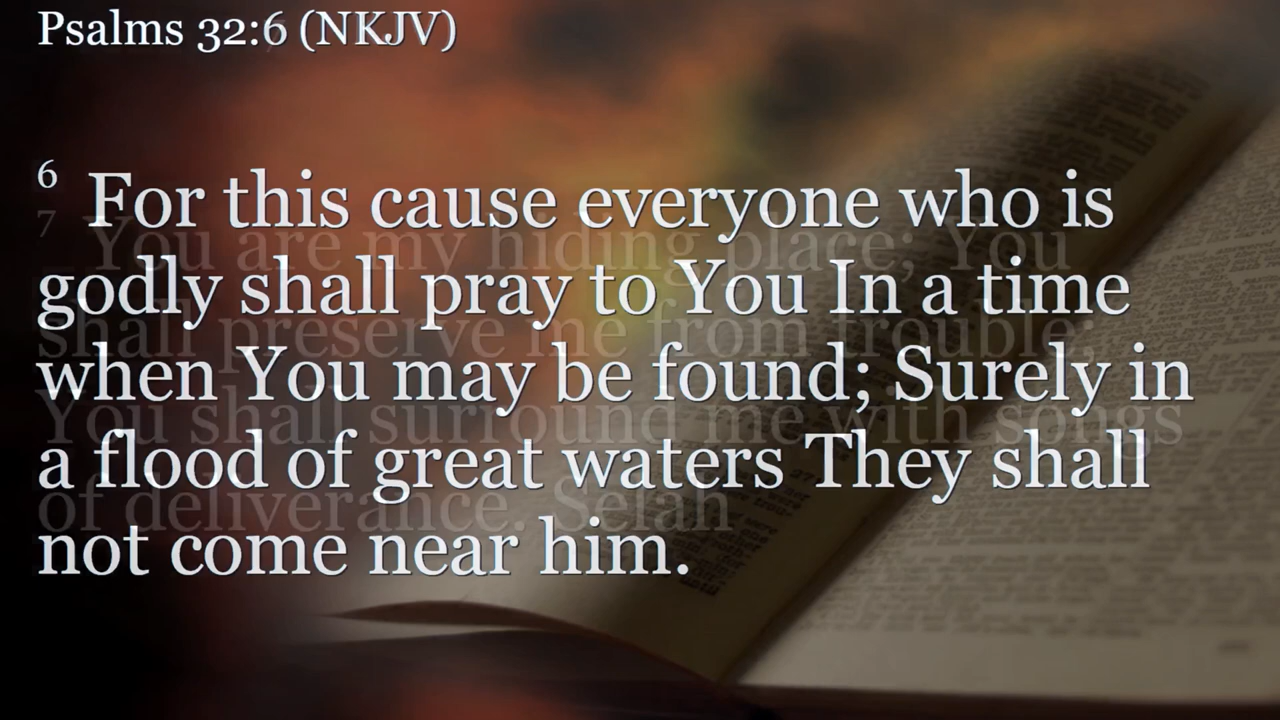 Psalms 32:6 (NKJV)
6 For this cause everyone who is
godly shall pray to You In a time
when You may be found; Surely in
a flood of great waters They shall
not come near him.
7 You are my hiding place; You
shall preserve me from trouble;
You shall surround me with songs
of deliverance. Selah